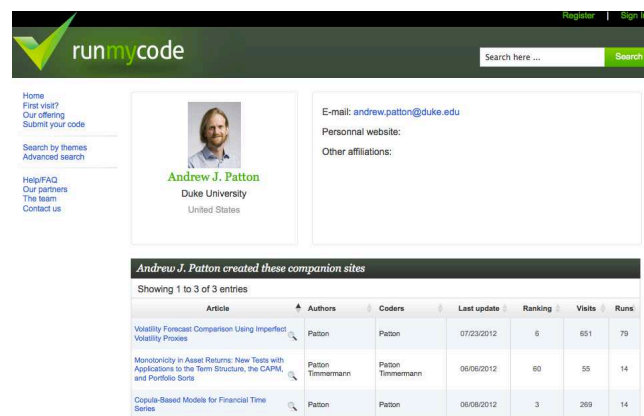 Register | Sign I
runmycode
Search here ...
Search
Home
First visit?
Our offering
Submit your code
Search by themes
Advanced search
Help/FAQ
Our partners
The team
Contact us
Andrew J. Patton
Duke University
United States
E-mail: andrew.patton@duke.edu
Personnal website:
Other affiliations:
Andrew J. Patton created these companion sites
Showing 1 to 3 of 3 entries
Article Authors Coders Last update Ranking Visits Runs
Volatility Forecast Comparison Using Imperfect
Volatility Proxies
Patton Patton 07/23/2012 6 651 79
Monotonicity in Asset Returns: New Tests with
Applications to the Term Structure, the CAPM,
and Portfolio Sorts
Patton
Timmermann
Patton
Timmermann
06/06/2012 60 55 14
Copula-Based Models for Financial Time
Series
Patton Patton 06/08/2012 3 269 14